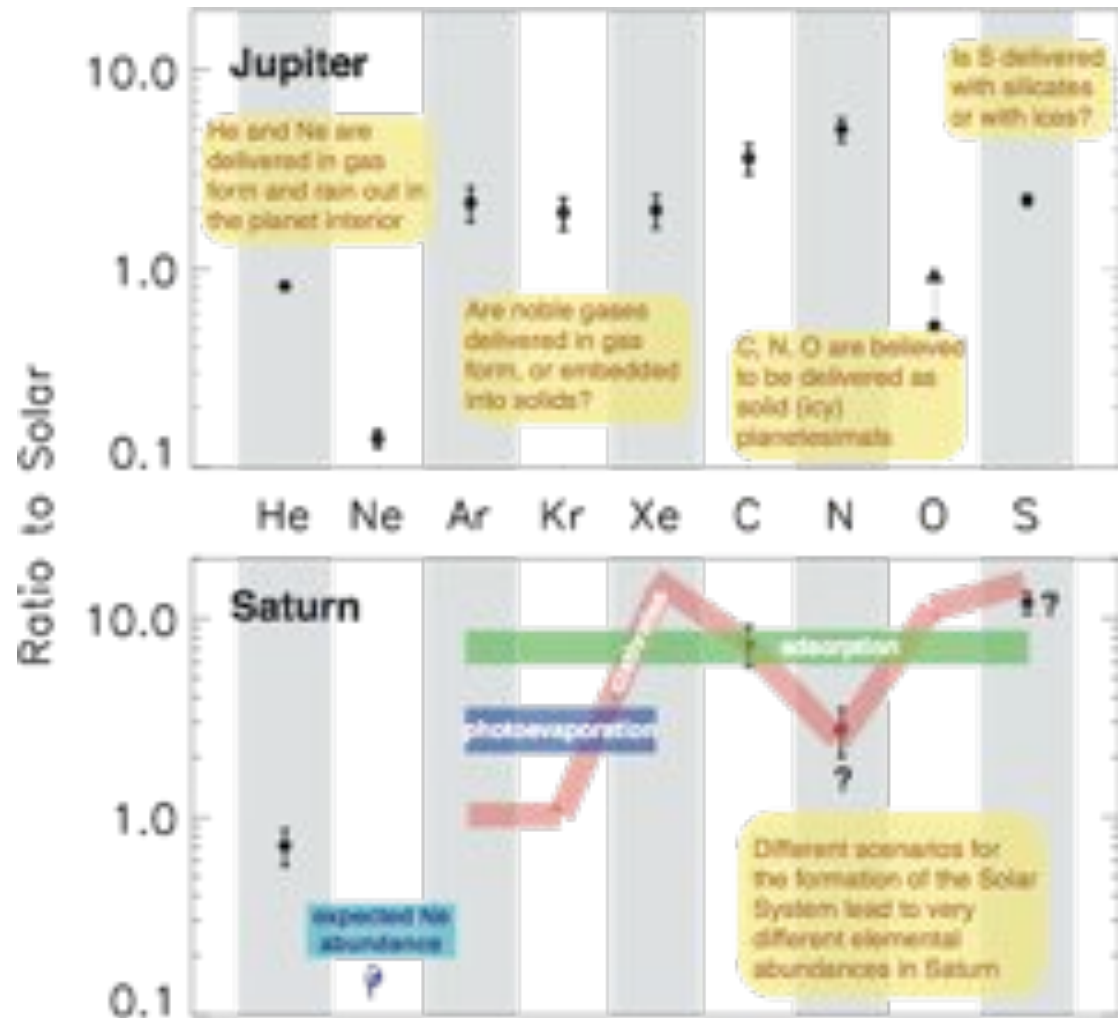 Jupiter
10.0
1.0
0.1
He and Ne are
delivered in gas
form and rain out in
the planet interior
Is S delivered
with silicates
or with ices?
Are noble gases
delivered in gas
form, or embedded
into solids?
C, N, O are believed
to be delivered as
solid (icy)
planetesimals
Ratio to Solar
He Ne Ar Kr Xe C N O S
Saturn
10.0
1.0
0.1
adsorption
photoevaporation
?
?
expected Ne
abundance
Different scenarios for
the formation of the Solar
System lead to very
different elemental
abundances in Saturn